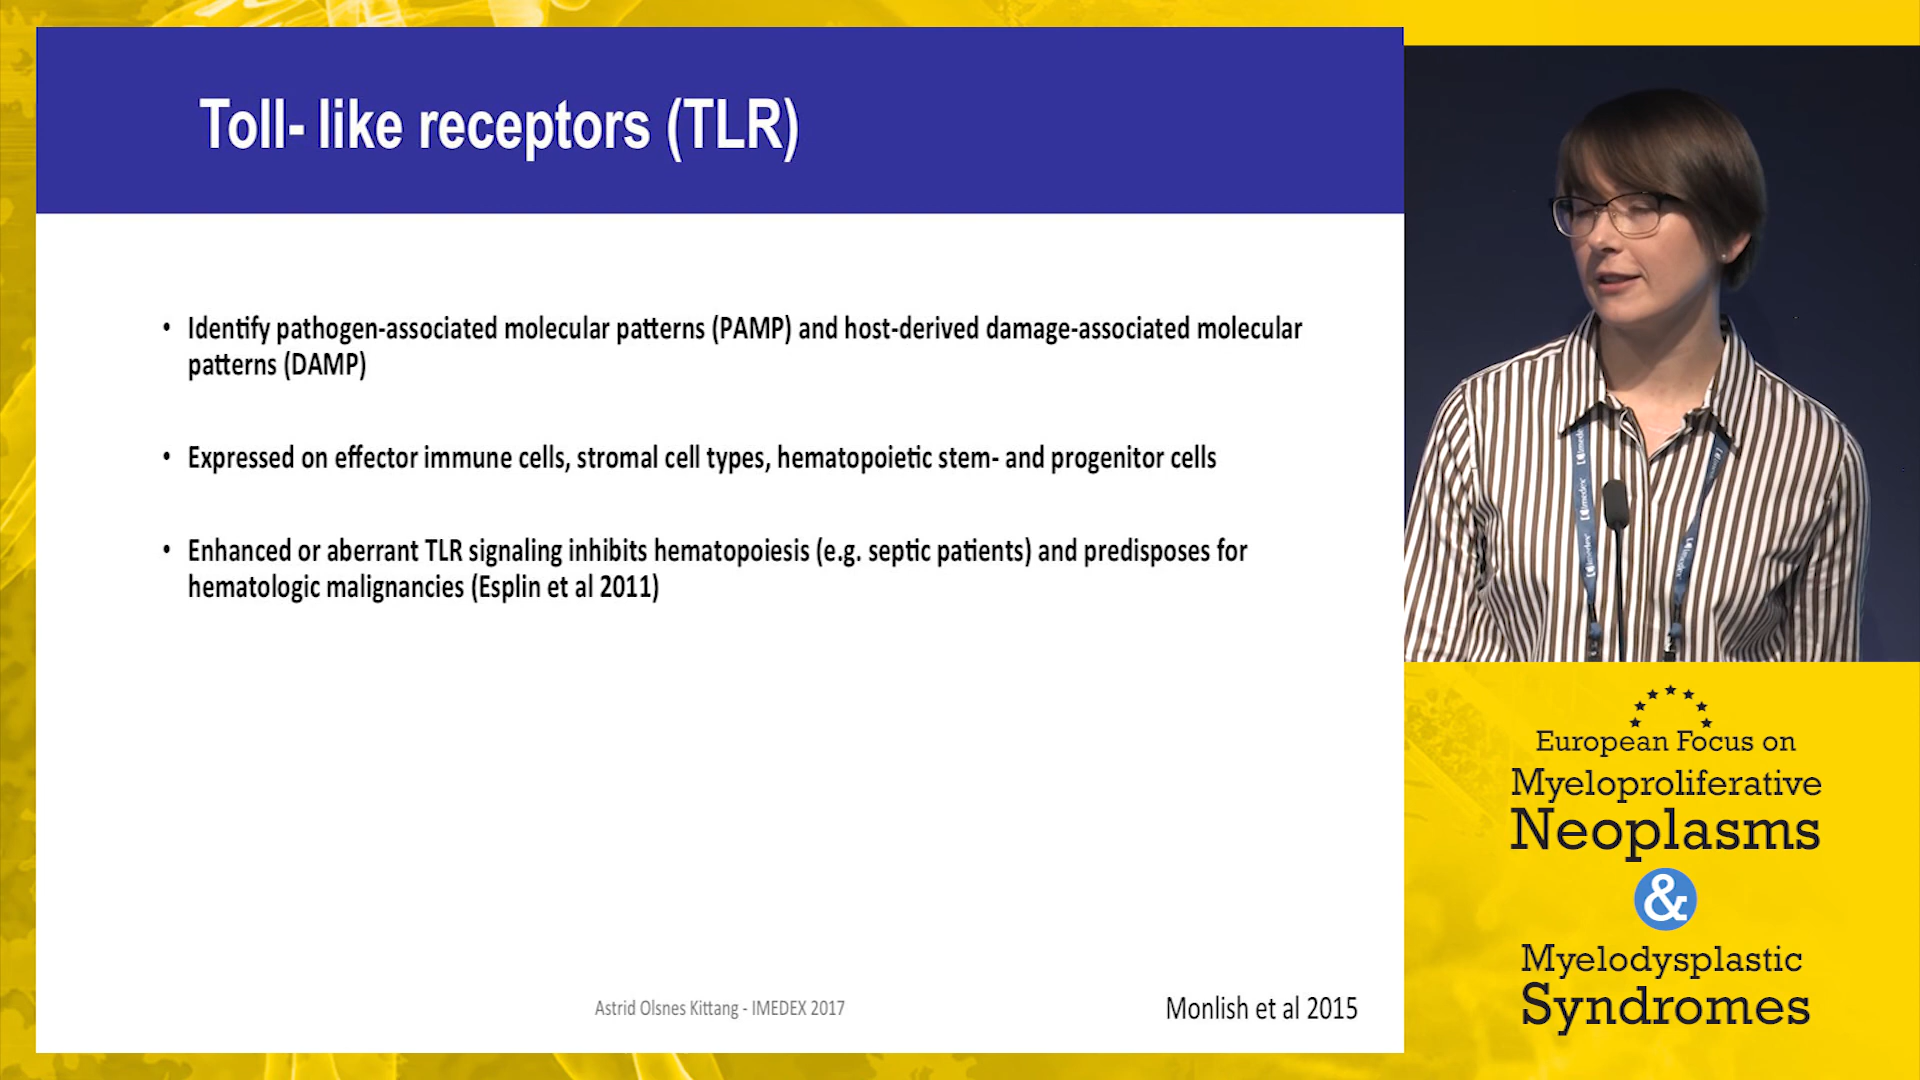 Toll- like receptors (TLR)
• Identify pathogen-associated molecular patterns (PAMP) and host-derived damage-associated molecular
patterns (DAMP)
• Expressed on effector immune cells, stromal cell types, hematopoietic stem- and progenitor cells
• Enhanced or aberrant TLR signaling inhibits hematopoiesis (e.g. septic patients) and predisposes for
hematologic malignancies (Esplin et al 2011)
Astrid Olsnes Kittang - IMEDEX 2017
Monlish et al 2015
imedex
imedex
imedex
European Focus on
Myeloproliferative
Neoplasms
&
Myelodysplastic
Syndromes